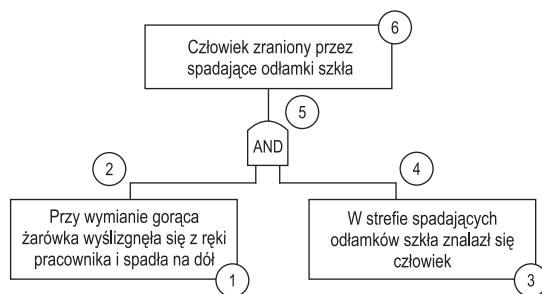 6
Człowiek zraniony przez
spadające odłamki szkła
5
AND
2
4
Przy wymianie gorąca
żarówka wyślizgnęła się z ręki
pracownika i spadła na dół
1
W strefie spadających
odłamków szkła znalazł się
człowiek
3